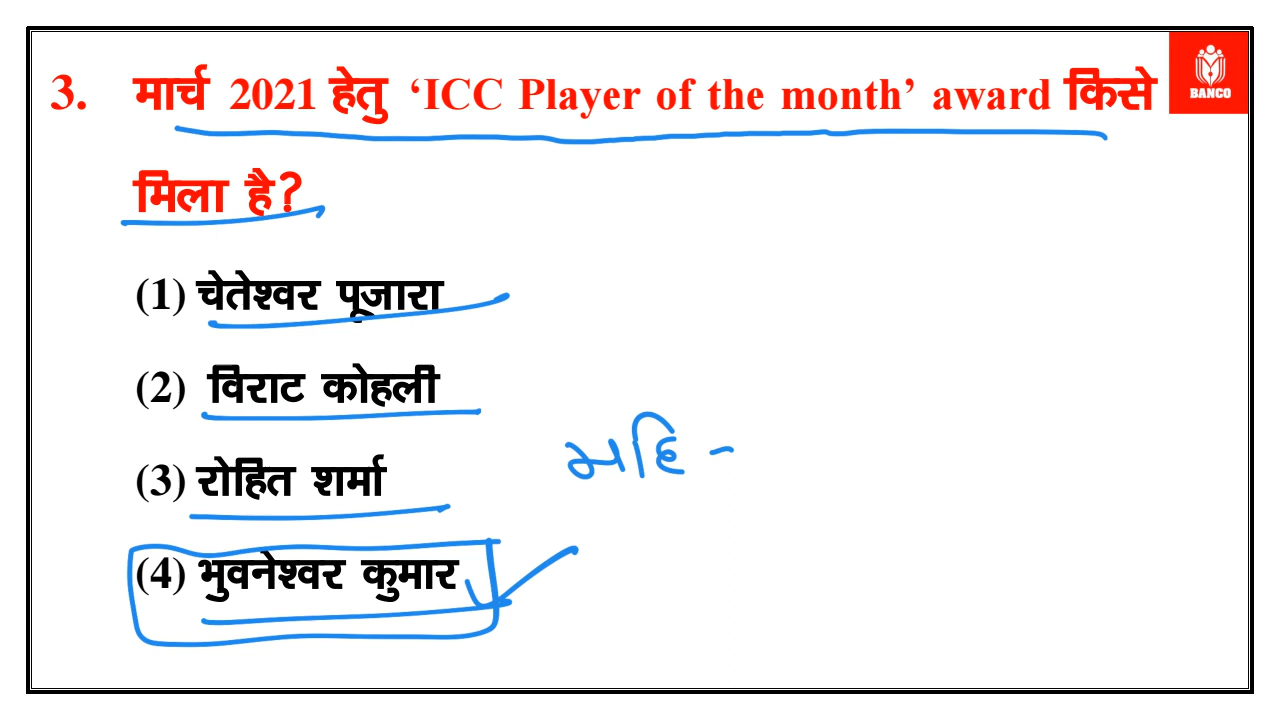 3. मार्च 2021 हेतु ‘ICC Player of the month’ award किसे
मिला है?
(1) चेतेश्वर पूजारा
(2) विराट कोहली
(3) रोहित शर्मा
(4) भुवनेश्वर कुमार
महि -
BANCO